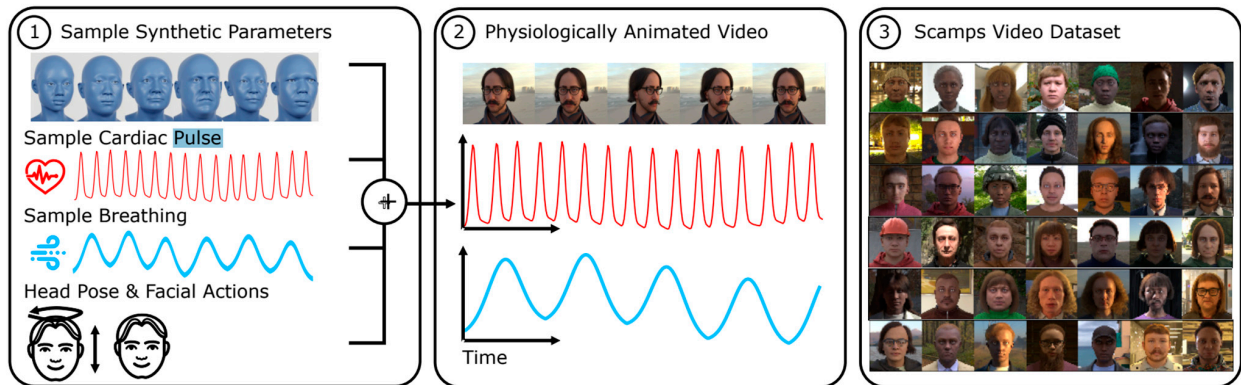 1 Sample Synthetic Parameters
Sample Cardiac Pulse
Sample Breathing
Head Pose & Facial Actions
2 Physiologically Animated Video
Time
3 Scamps Video Dataset